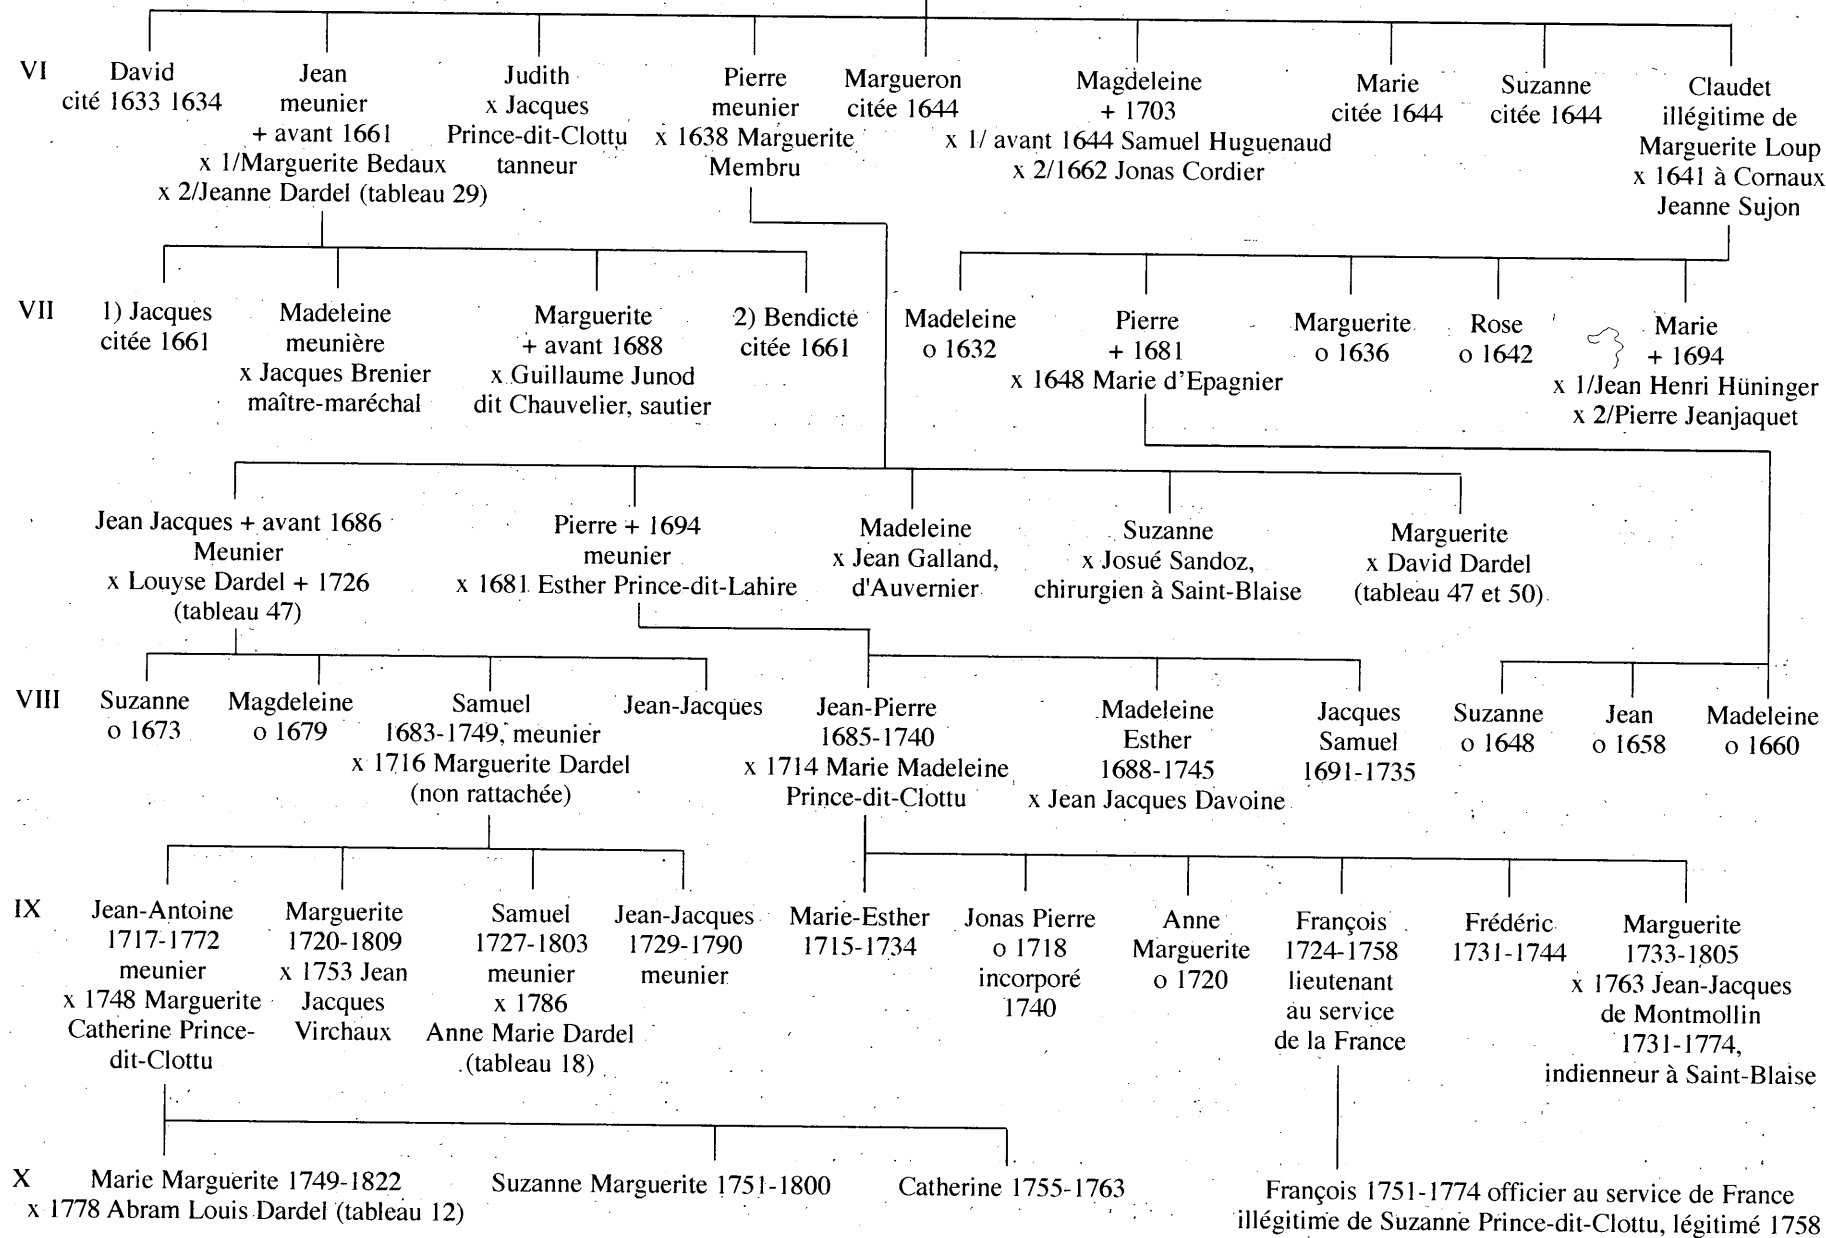 VI
David
cité 1633 1634
Jean
meunier
+ avant 1661
x 1/Marguerite Bedaux
x 2/Jeanne Dardel (tableau 29)
Judith
x Jacques
Prince-dit-Clottu
tanneur
Pierre
meunier
x 1638 Marguerite
Membru
Margueron
citée 1644
Magdeleine
+ 1703
x 1/ avant 1644 Samuel Huguenaud
x 2/1662 Jonas Cordier
Marie
citée 1644
Suzanne
citée 1644
Claudet
illégitime de
Marguerite Loup
x 1641 à Cornaux
Jeanne Sujon
VII
1) Jacques
citée 1661
Madeleine
meunière
x Jacques Brenier
maître-maréchal
Marguerite
+ avant 1688
x Guillaume Junod
dit Chauvelier, sautier
2) Bendicte
citée 1661
Madeleine
o 1632
Pierre
+ 1681
x 1648 Marie d'Epagnier
Marguerite
o 1636
Rose
o 1642
Marie
+ 1694
x 1/Jean Henri Hüninger
x 2/Pierre Jeanjaquet
Jean Jacques + avant 1686
Meunier
x Louyse Dardel + 1726
(tableau 47)
Pierre + 1694
meunier
x 1681 Esther Prince-dit-Lahire
Madeleine
x Jean Galland,
d'Auvernier
Suzanne
x Josué Sandoz,
chirurgien à Saint-Blaise
Marguerite
x David Dardel
(tableau 47 et 50)
VIII
Suzanne
o 1673
Magdeleine
o 1679
Samuel
1683-1749, meunier
x 1716 Marguerite Dardel
(non rattachée)
Jean-Jacques
Jean-Pierre
1685-1740
x 1714 Marie Madeleine
Prince-dit-Clottu
Madeleine
Esther
1688-1745
x Jean Jacques Davoine
Jacques
Samuel
1691-1735
Suzanne
o 1648
Jean
o 1658
Madeleine
o 1660
IX
Jean-Antoine
1717-1772
meunier
x 1748 Marguerite
Catherine Prince-
dit-Clottu
Marguerite
1720-1809
x 1753 Jean
Jacques
Virchaux
Samuel
1727-1803
meunier
x 1786
Anne Marie Dardel
(tableau 18)
Jean-Jacques
1729-1790
meunier
Marie-Esther
1715-1734
Jonas Pierre
o 1718
incorporé
1740
Anne
Marguerite
o 1720
François
1724-1758
lieutenant
au service
de la France
Frédéric
1731-1744
Marguerite
1733-1805
x 1763 Jean-Jacques
de Montmollin
1731-1774,
indienneur à Saint-Blaise
X
Marie Marguerite 1749-1822
x 1778 Abram Louis Dardel (tableau 12)
Suzanne Marguerite 1751-1800
Catherine 1755-1763
François 1751-1774 officier au service de France
illégitime de Suzanne Prince-dit-Clottu, légitimé 1758